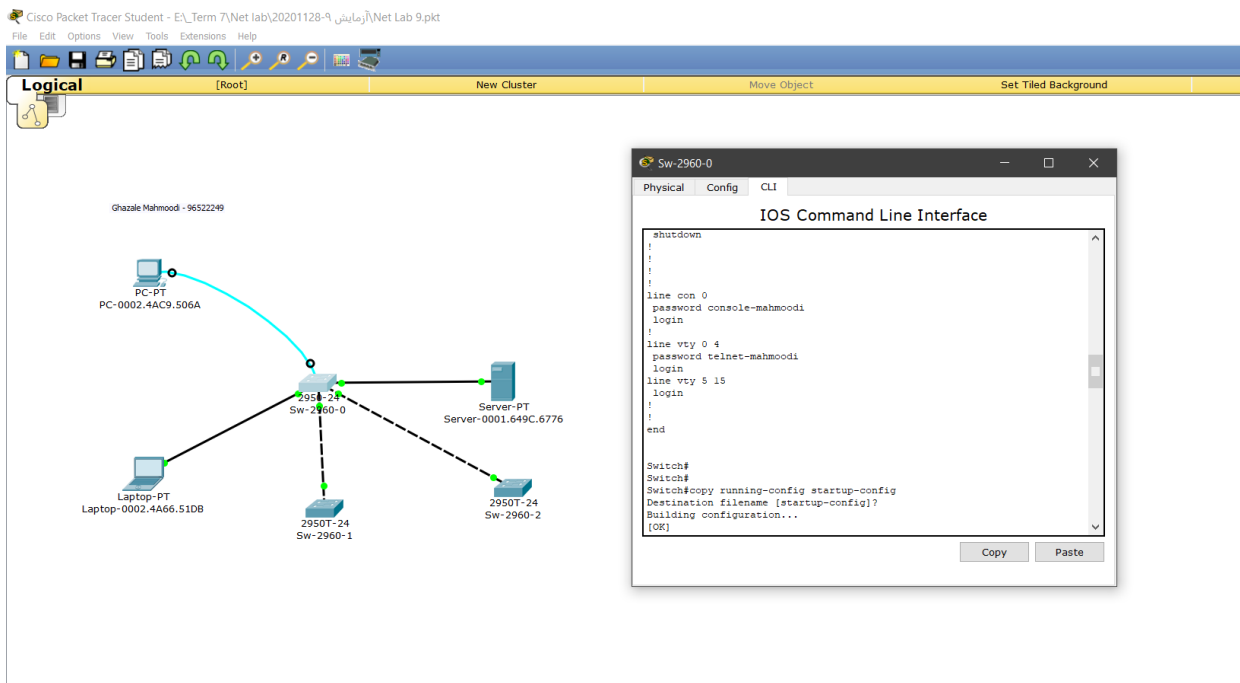 Cisco Packet Tracer Student - E:\_Term 7\Net lab\20201128-۹ آزمایش\Net Lab 9.pkt
File Edit Options View Tools Extensions Help
Logical [Root] New Cluster Move Object Set Tiled Background
Ghazale Mahmoodi - 96522249
PC-PT
PC-0002.4AC9.506A
2950-24
Sw-2960-0
Server-PT
Server-0001.649C.6776
Laptop-PT
Laptop-0002.4A66.51DB
2950T-24
Sw-2960-1
2950T-24
Sw-2960-2
Sw-2960-0
Physical Config CLI
IOS Command Line Interface
shutdown
!
!
!
!
line con 0
password console-mahmoodi
login
!
line vty 0 4
password telnet-mahmoodi
login
line vty 5 15
login
!
!
end
Switch#
Switch#
Switch#copy running-config startup-config
Destination filename [startup-config]?
Building configuration...
[OK]
Copy Paste